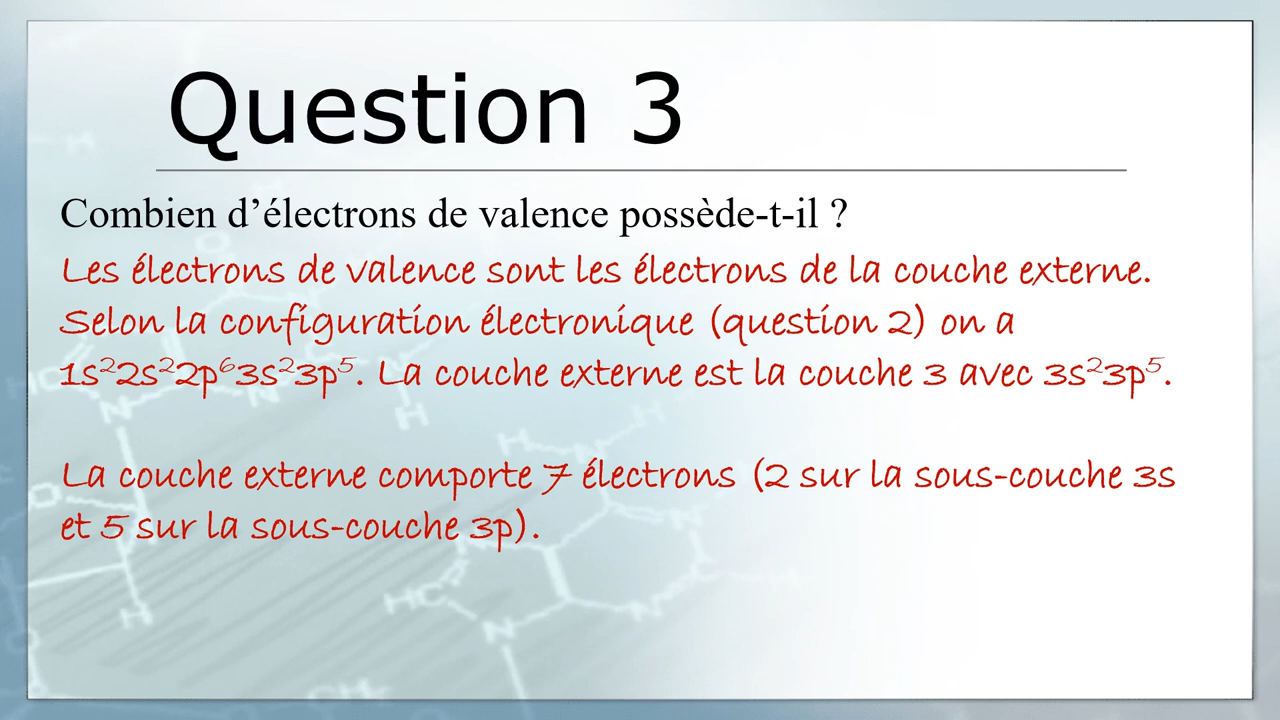 Question 3
Combien d’électrons de valence possède-t-il ?
Les électrons de valence sont les électrons de la couche externe.
Selon la configuration électronique (question 2) on a
1s²2s²2p⁶3s²3p⁵. La couche externe est la couche 3 avec 3s²3p⁵.
La couche externe comporte 7 électrons (2 sur la sous-couche 3s
et 5 sur la sous-couche 3p).